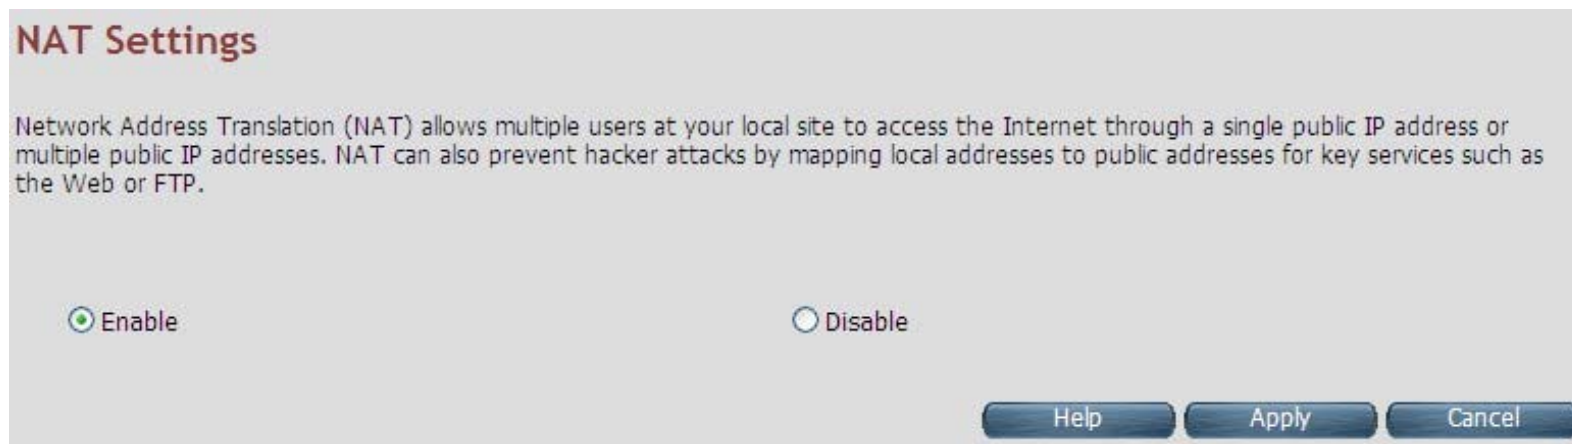 NAT Settings
Network Address Translation (NAT) allows multiple users at your local site to access the Internet through a single public IP address or
multiple public IP addresses. NAT can also prevent hacker attacks by mapping local addresses to public addresses for key services such as
the Web or FTP.
Enable
Disable
Help
Apply
Cancel